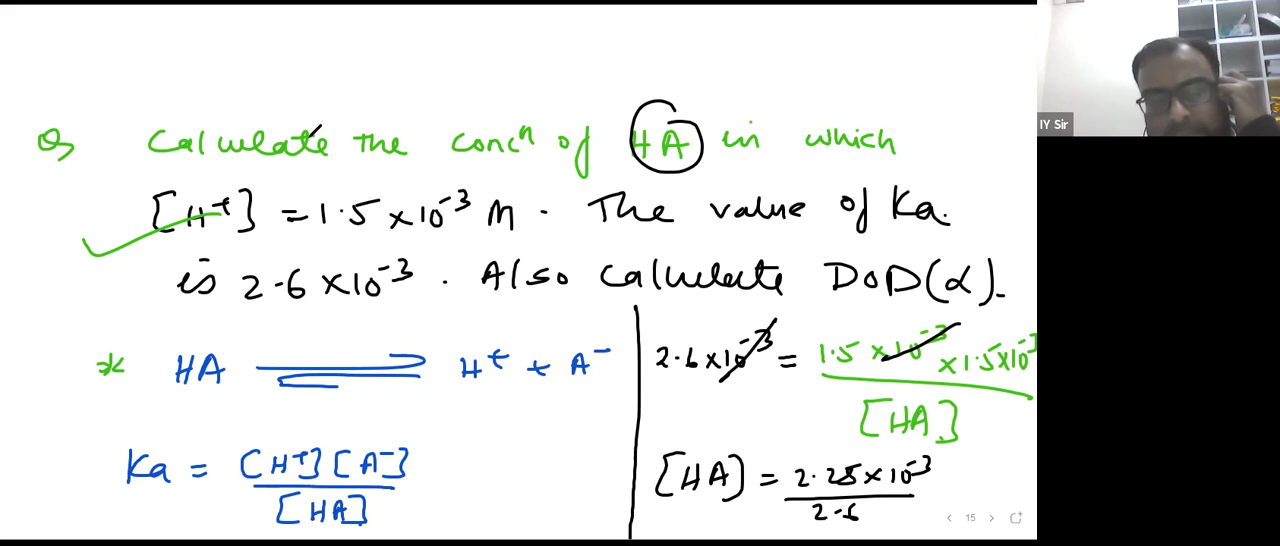 Q Calculate the concⁿ of HA in which
[H⁺] = 1.5 × 10⁻³ M. The value of Ka
is 2.6 × 10⁻³. Also calculate DoD(α).
* HA ⇌ H⁺ + A⁻
Ka = [H⁺][A⁻] / [HA]
2.6 × 10⁻³ = 1.5 × 10⁻³ × 1.5 × 10⁻³ / [HA]
[HA] = 2.25 × 10⁻³ / 2.6
IY Sir
< 15 >